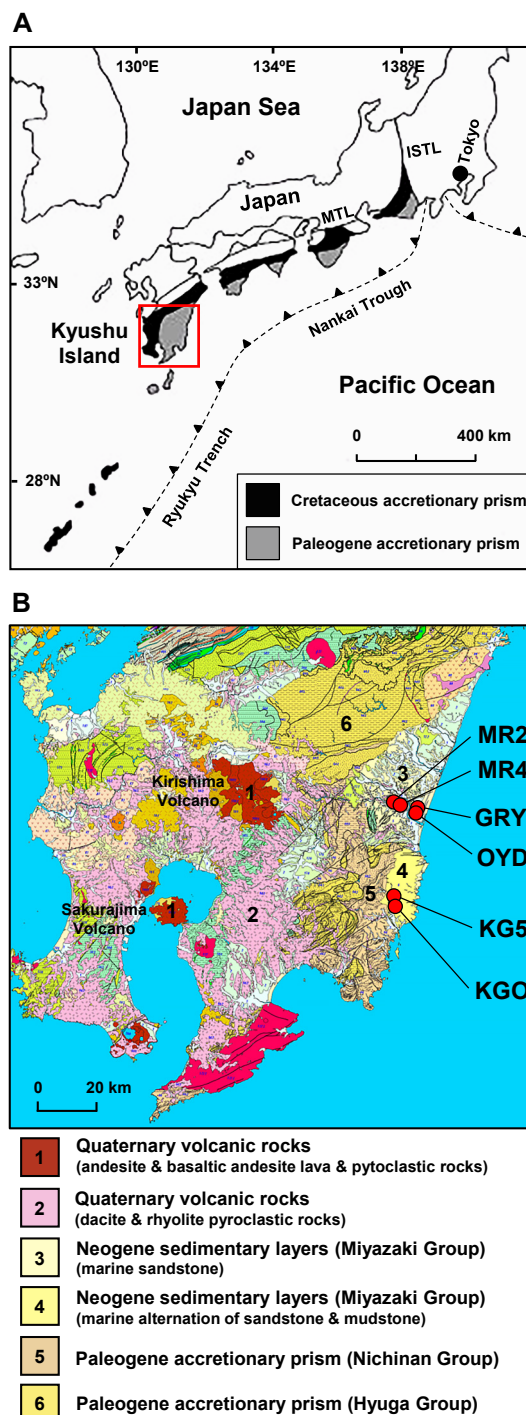 A
130ºE
134ºE
138ºE
Japan Sea
ISTL
Tokyo
Japan
MTL
33ºN
Nankai Trough
Kyushu
Island
Pacific Ocean
0
400 km
Ryukyu Trench
28ºN
Cretaceous accretionary prism
Paleogene accretionary prism
B
6
MR2
3
MR4
Kirishima
Volcano
1
GRY
OYD
4
5
Sakurajima
Volcano
1
2
KG5
KGO
0
20 km
1
Quaternary volcanic rocks
(andesite & basaltic andesite lava & pytoclastic rocks)
2
Quaternary volcanic rocks
(dacite & rhyolite pyroclastic rocks)
3
Neogene sedimentary layers (Miyazaki Group)
(marine sandstone)
4
Neogene sedimentary layers (Miyazaki Group)
(marine alternation of sandstone & mudstone)
5
Paleogene accretionary prism (Nichinan Group)
6
Paleogene accretionary prism (Hyuga Group)